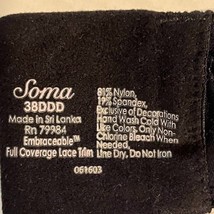 Soma
38DDD
Made in Sri Lanka
Rn 79984
Embraceable™
Full Coverage Lace Trim
061603
81% Nylon,
19% Spandex,
Exclusive of Decorations
Hand Wash Cold With
Like Colors, Only Non-
Chlorine Bleach When
Needed,
Line Dry, Do Not Iron